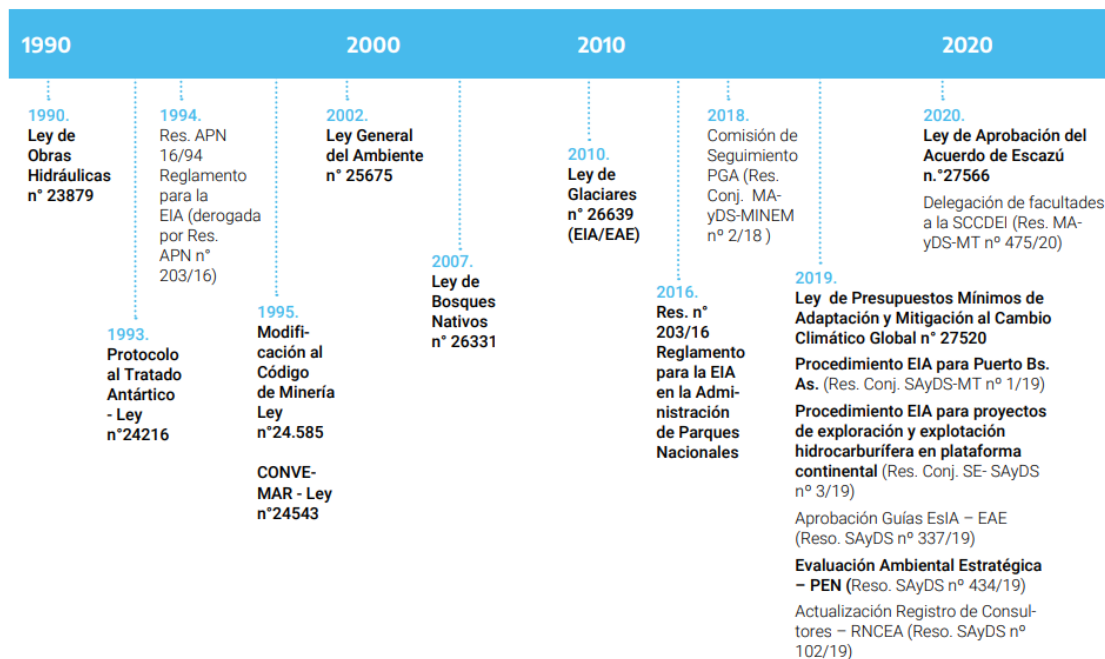 1990
2000
2010
2020
1990.
Ley de
Obras
Hidráulicas
n° 23879
1993.
Protocolo
al Tratado
Antártico
- Ley
n°24216
1994.
Res. APN
16/94
Reglamento
para la
EIA (derogada
por Res.
APN n°
203/16)
1995.
Modifi-
cación al
Código
de Minería
Ley
n°24.585
CONVE-
MAR - Ley
n°24543
2002.
Ley General
del Ambiente
n° 25675
2007.
Ley de
Bosques
Nativos
n° 26331
2010.
Ley de
Glaciares
n° 26639
(EIA/EAE)
2016.
Res. n°
203/16
Reglamento
para la EIA
en la Admi-
nistración
de Parques
Nacionales
2018.
Comisión de
Seguimiento
PGA (Res.
Conj. MA-
yDS-MINEM
nº 2/18 )
2019.
Ley de Presupuestos Mínimos de
Adaptación y Mitigación al Cambio
Climático Global n° 27520
Procedimiento EIA para Puerto Bs.
As. (Res. Conj. SAyDS-MT nº 1/19)
Procedimiento EIA para proyectos
de exploración y explotación
hidrocarburífera en plataforma
continental (Res. Conj. SE- SAyDS
nº 3/19)
Aprobación Guías EsIA – EAE
(Reso. SAyDS nº 337/19)
Evaluación Ambiental Estratégica
– PEN (Reso. SAyDS nº 434/19)
Actualización Registro de Consul-
tores – RNCEA (Reso. SAyDS nº
102/19)
2020.
Ley de Aprobación del
Acuerdo de Escazú
n.°27566
Delegación de facultades
a la SCCDEI (Res. MA-
yDS-MT nº 475/20)